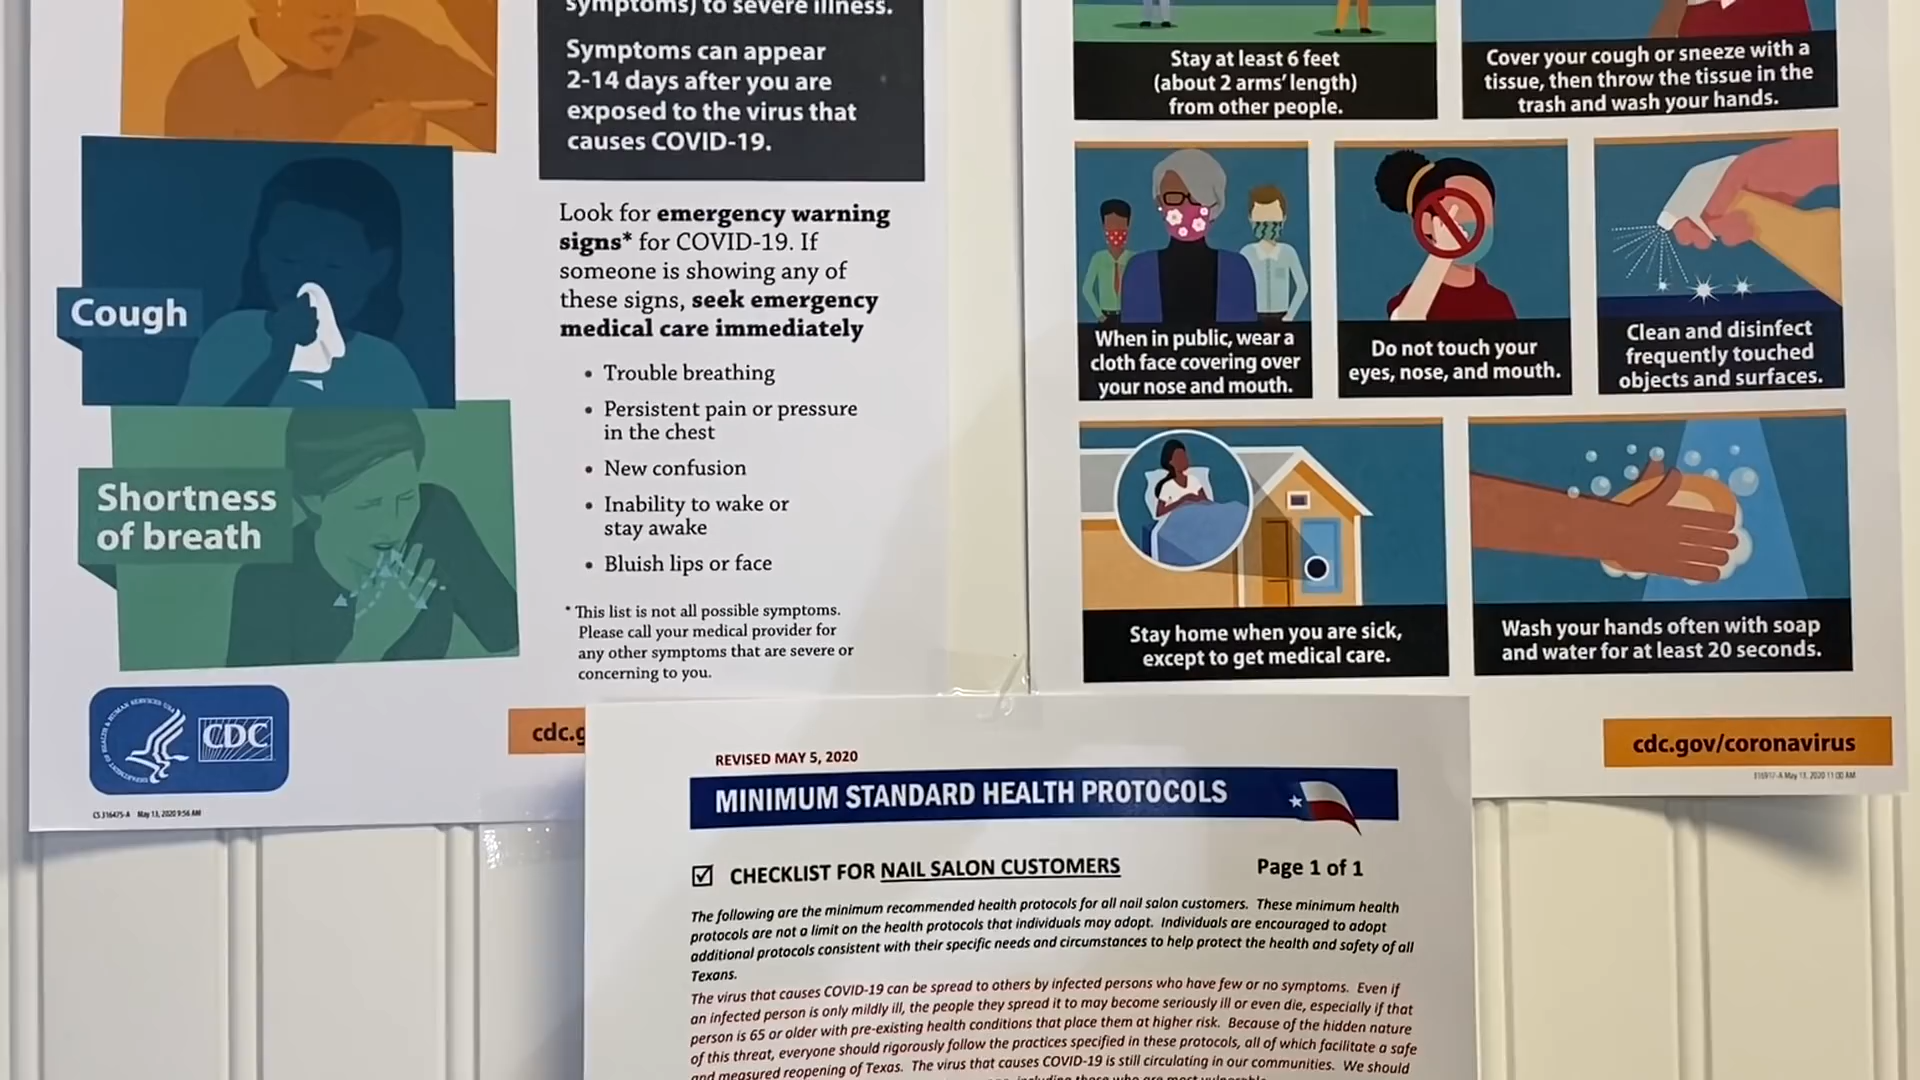 symptoms) to severe illness.
Symptoms can appear
2-14 days after you are
exposed to the virus that
causes COVID-19.
Cough
Shortness
of breath
Look for emergency warning
signs* for COVID-19. If
someone is showing any of
these signs, seek emergency
medical care immediately
• Trouble breathing
• Persistent pain or pressure
in the chest
• New confusion
• Inability to wake or
stay awake
• Bluish lips or face
* This list is not all possible symptoms.
Please call your medical provider for
any other symptoms that are severe or
concerning to you.
CDC
cdc.g
CS 316475-A May 13, 2020 9:56 AM
Stay at least 6 feet
(about 2 arms' length)
from other people.
Cover your cough or sneeze with a
tissue, then throw the tissue in the
trash and wash your hands.
When in public, wear a
cloth face covering over
your nose and mouth.
Do not touch your
eyes, nose, and mouth.
Clean and disinfect
frequently touched
objects and surfaces.
Stay home when you are sick,
except to get medical care.
Wash your hands often with soap
and water for at least 20 seconds.
cdc.gov/coronavirus
316917-A May 13, 2020 11:00 AM
REVISED MAY 5, 2020
MINIMUM STANDARD HEALTH PROTOCOLS
CHECKLIST FOR NAIL SALON CUSTOMERS
Page 1 of 1
The following are the minimum recommended health protocols for all nail salon customers. These minimum health
protocols are not a limit on the health protocols that individuals may adopt. Individuals are encouraged to adopt
additional protocols consistent with their specific needs and circumstances to help protect the health and safety of all
Texans.
The virus that causes COVID-19 can be spread to others by infected persons who have few or no symptoms. Even if
an infected person is only mildly ill, the people they spread it to may become seriously ill or even die, especially if that
person is 65 or older with pre-existing health conditions that place them at higher risk. Because of the hidden nature
of this threat, everyone should rigorously follow the practices specified in these protocols, all of which facilitate a safe
and measured reopening of Texas. The virus that causes COVID-19 is still circulating in our communities. We should